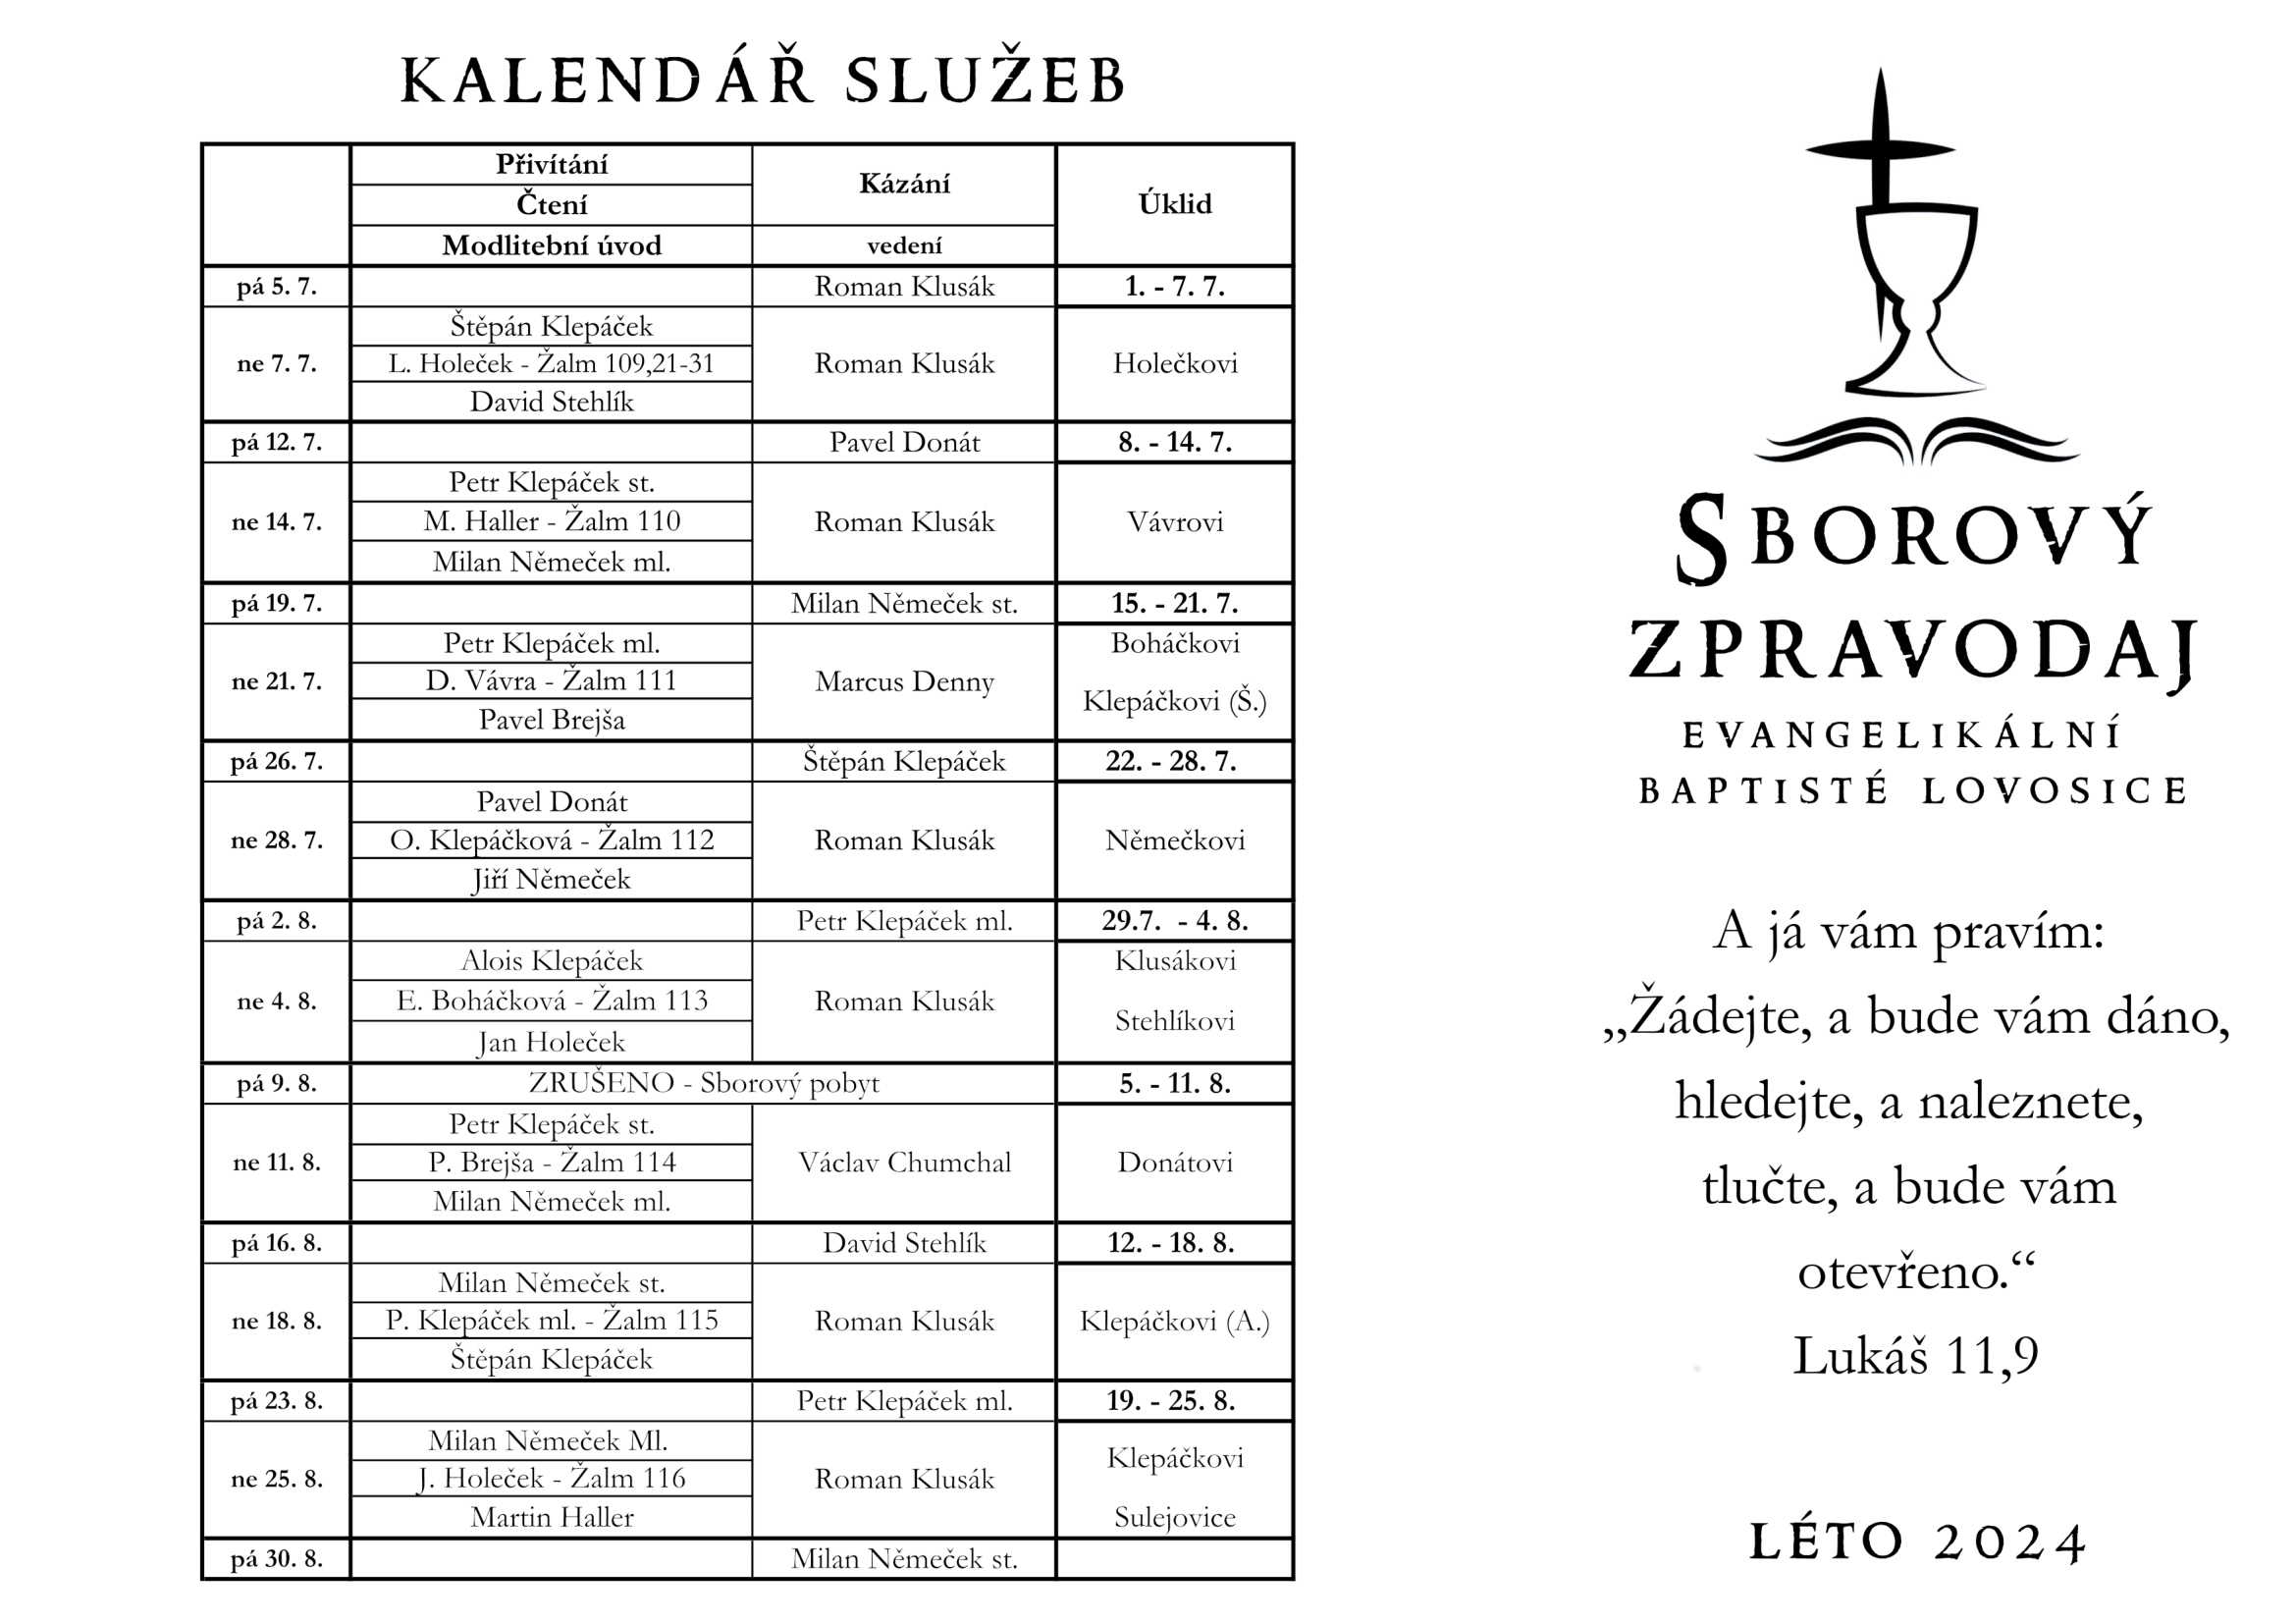 KALENDÁŘ SLUŽEB
Přivítání
Čtení
Modlitební úvod
Kázání
vedení
Úklid
pá 5. 7.
Roman Klusák
1. - 7. 7.
ne 7. 7.
Štěpán Klepáček
L. Holeček - Žalm 109,21-31
David Stehlík
Roman Klusák
Holečkovi
pá 12. 7.
Pavel Donát
8. - 14. 7.
ne 14. 7.
Petr Klepáček st.
M. Haller - Žalm 110
Milan Němeček ml.
Roman Klusák
Vávrovi
pá 19. 7.
Milan Němeček st.
15. - 21. 7.
ne 21. 7.
Petr Klepáček ml.
D. Vávra - Žalm 111
Pavel Brejša
Marcus Denny
Boháčkovi
Klepáčkovi (Š.)
pá 26. 7.
Štěpán Klepáček
22. - 28. 7.
ne 28. 7.
Pavel Donát
O. Klepáčková - Žalm 112
Jiří Němeček
Roman Klusák
Němečkovi
pá 2. 8.
Petr Klepáček ml.
29.7. - 4. 8.
ne 4. 8.
Alois Klepáček
E. Boháčková - Žalm 113
Jan Holeček
Roman Klusák
Klusákovi
Stehlíkovi
pá 9. 8.
ZRUŠENO - Sborový pobyt
5. - 11. 8.
ne 11. 8.
Petr Klepáček st.
P. Brejša - Žalm 114
Milan Němeček ml.
Václav Chumchal
Donátovi
pá 16. 8.
David Stehlík
12. - 18. 8.
ne 18. 8.
Milan Němeček st.
P. Klepáček ml. - Žalm 115
Štěpán Klepáček
Roman Klusák
Klepáčkovi (A.)
pá 23. 8.
Petr Klepáček ml.
19. - 25. 8.
ne 25. 8.
Milan Němeček Ml.
J. Holeček - Žalm 116
Martin Haller
Roman Klusák
Klepáčkovi
Sulejovice
pá 30. 8.
Milan Němeček st.
SBOROVÝ
ZPRAVODAJ
EVANGELIKÁLNÍ
BAPTISTÉ LOVOSICE
A já vám pravím:
„Žádejte, a bude vám dáno,
hledejte, a naleznete,
tlučte, a bude vám
otevřeno.“
Lukáš 11,9
LÉTO 2024